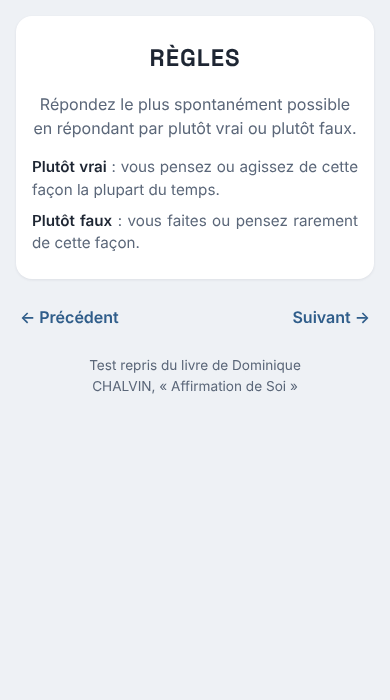 RÈGLES
Répondez le plus spontanément possible
en répondant par plutôt vrai ou plutôt faux.
Plutôt vrai : vous pensez ou agissez de cette
façon la plupart du temps.
Plutôt faux : vous faites ou pensez rarement
de cette façon.
← Précédent
Suivant →
Test repris du livre de Dominique
CHALVIN, « Affirmation de Soi »